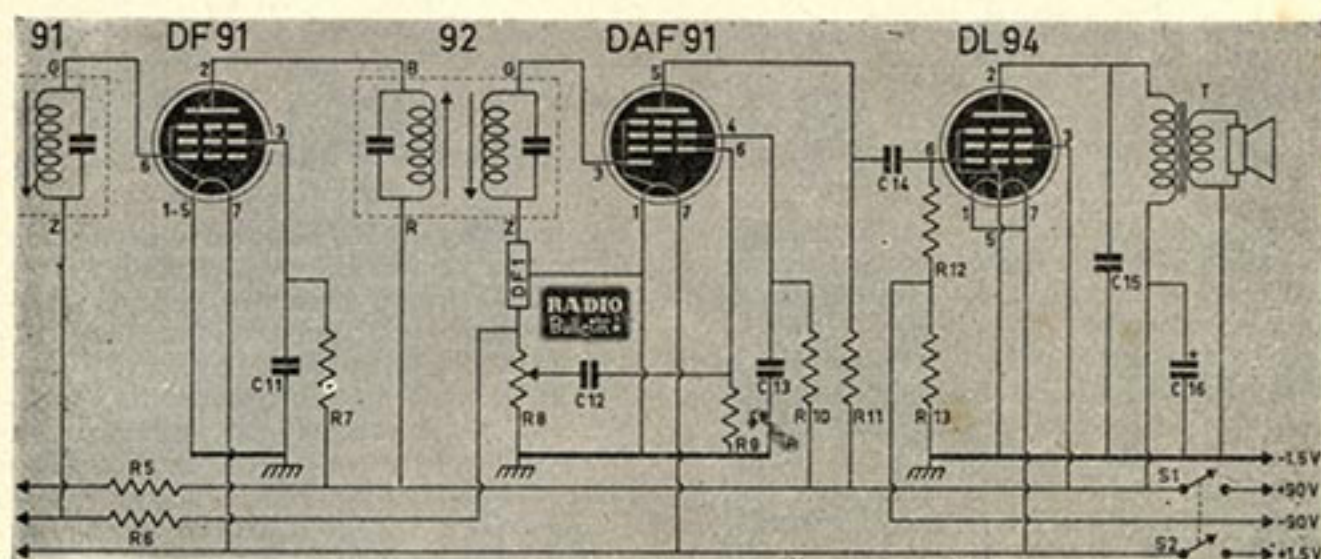 91 DF91 92 DAF91 DL94
G 2 B G 5 2 T
3 4 3
6 3 6 6
1-5 7 1 7 1 7
5
Z R Z
DF1
RADIO
Bulletin
R12
C14
C15
C11 C12 C13 C16
+
R7 R8 R9 R10 R11 R13
-1,5V
R5 S1 +90V
-90V
R6 S2 +1,5V